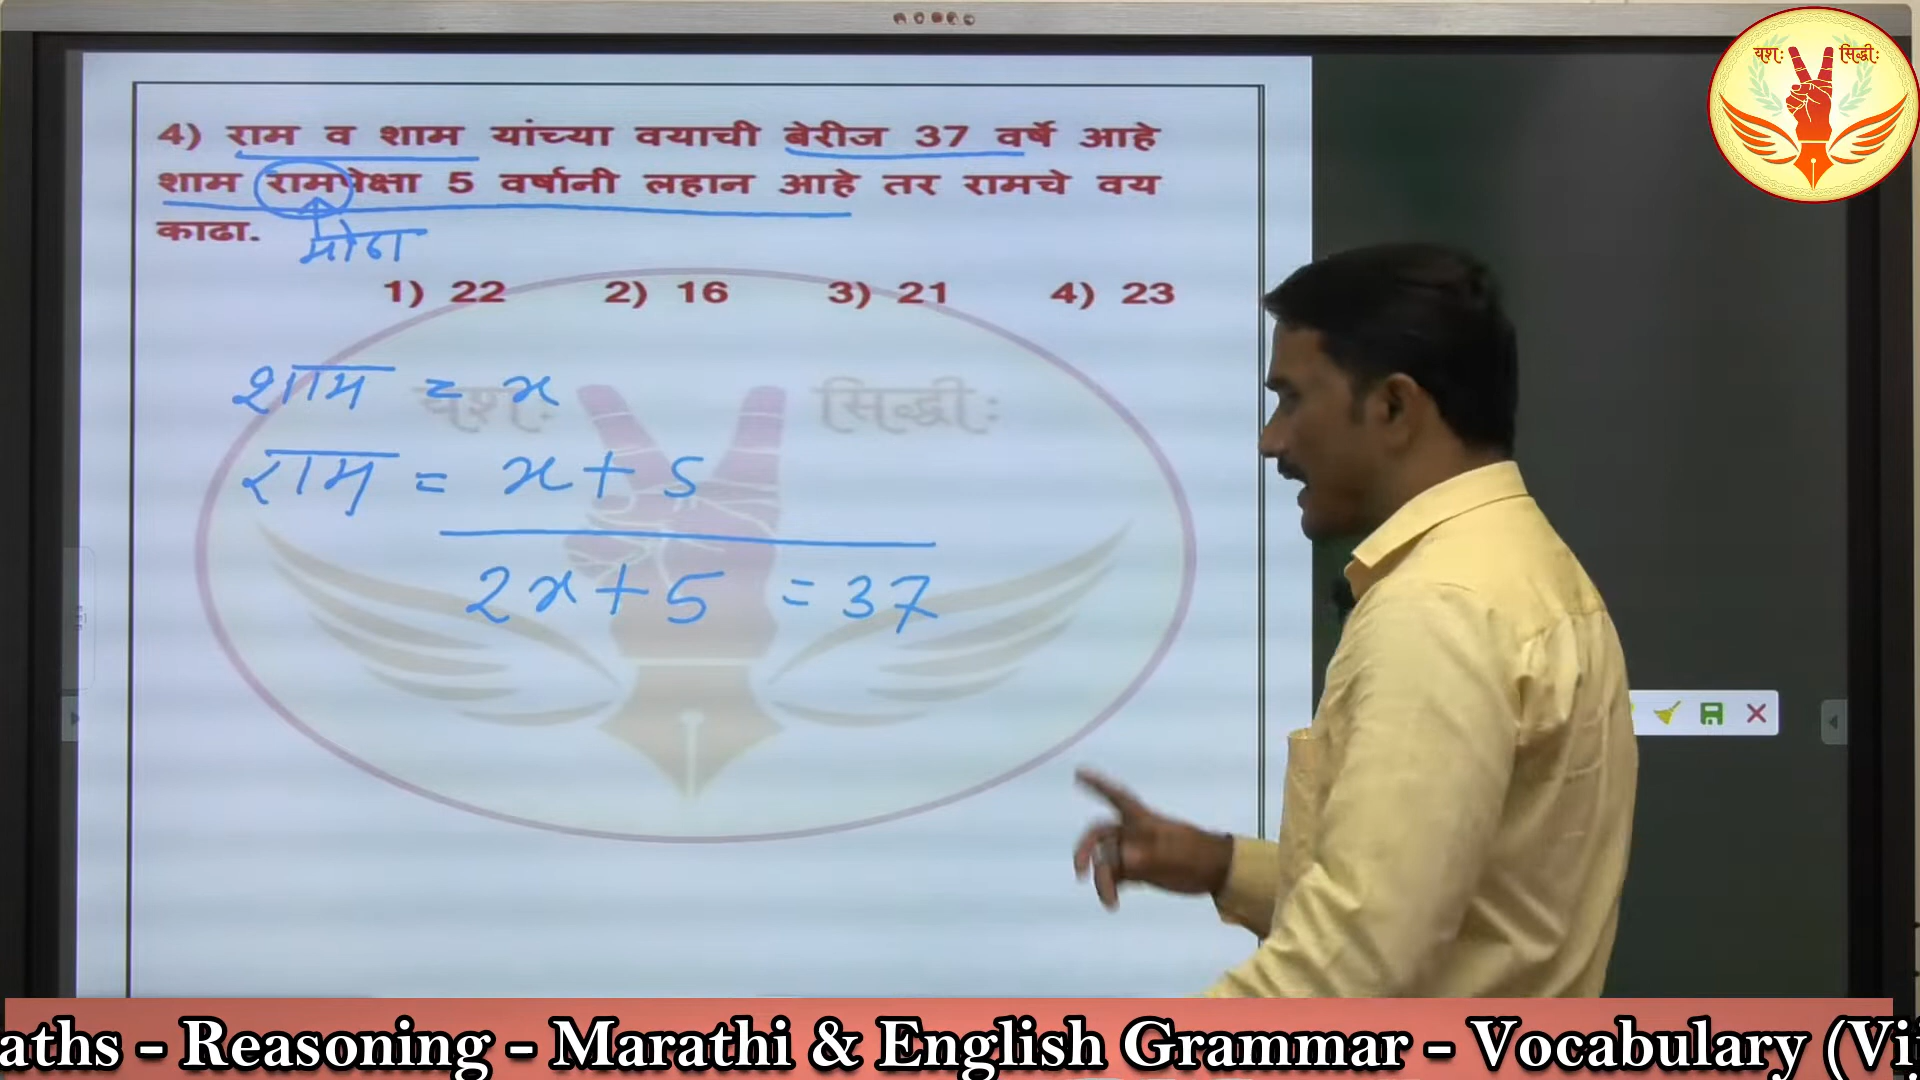 यशः सिद्धीः
4) राम व शाम यांच्या वयाची बेरीज 37 वर्षे आहे
शाम रामपेक्षा 5 वर्षानी लहान आहे तर रामचे वय
काढा.
मोठा
1) 22 2) 16 3) 21 4) 23
यशः सिद्धीः
शाम = x
राम = x + 5
2x + 5 = 37
aths - Reasoning - Marathi & English Grammar - Vocabulary (Vi